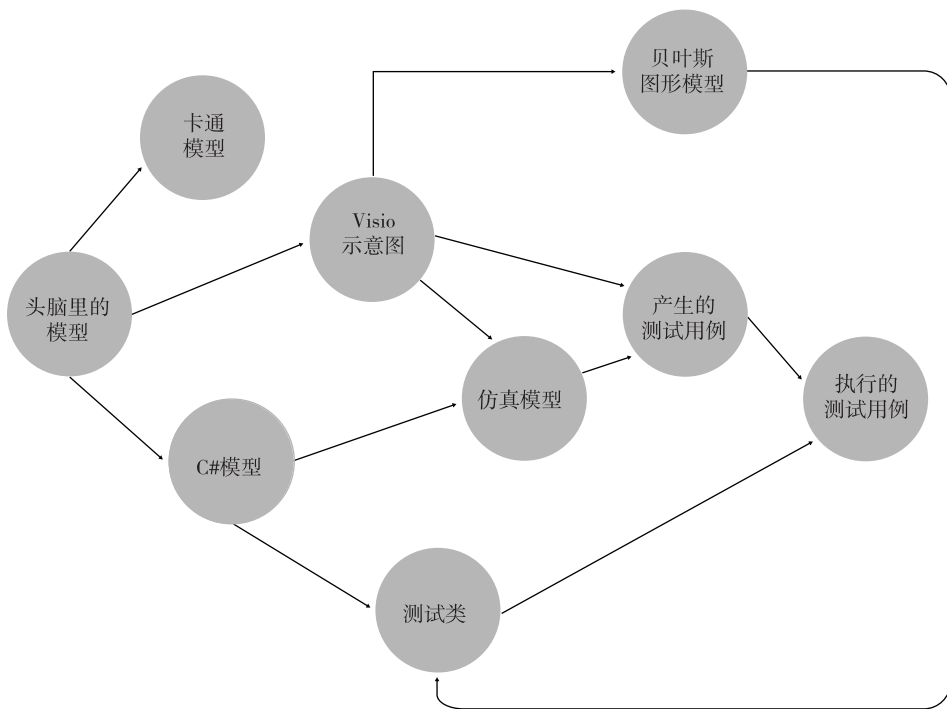 贝叶斯
图形模型
卡通
模型
Visio
示意图
头脑里的
模型
产生的
测试用例
仿真模型
执行的
测试用例
C#模型
测试类